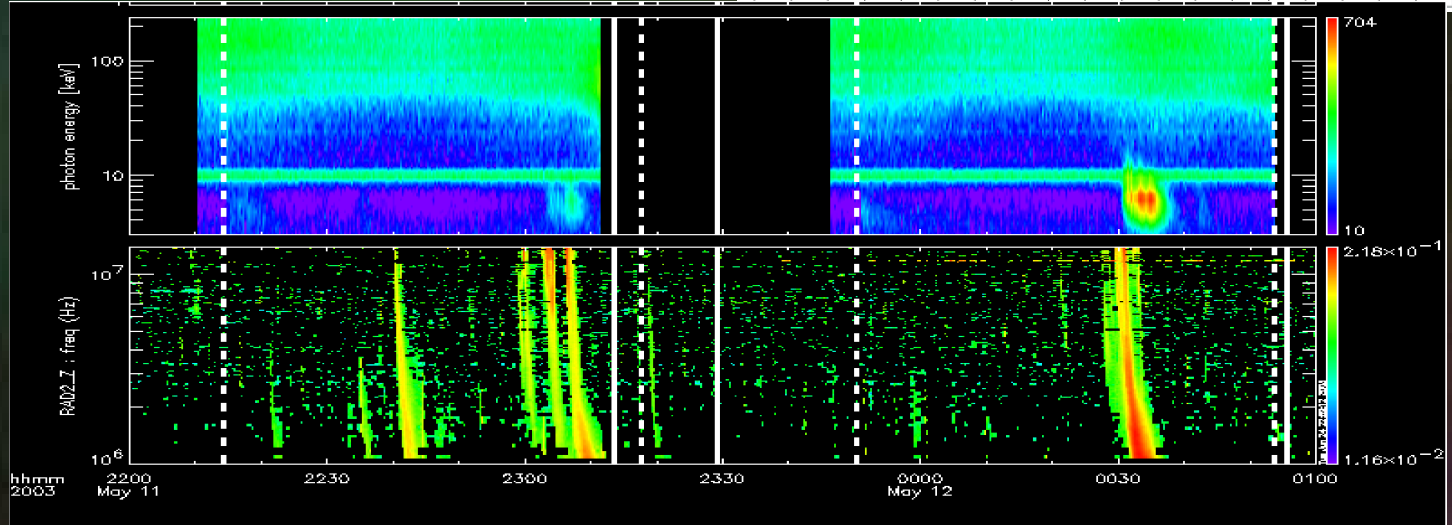 704
photon energy [keV]
100
10
10
2.18×10⁻¹
RAD2_Z : freq (Hz)
10⁷
10⁶
1.16×10⁻²
hhmm 2200 2230 2300 2330 0000 0030 0100
2003 May 11 May 12